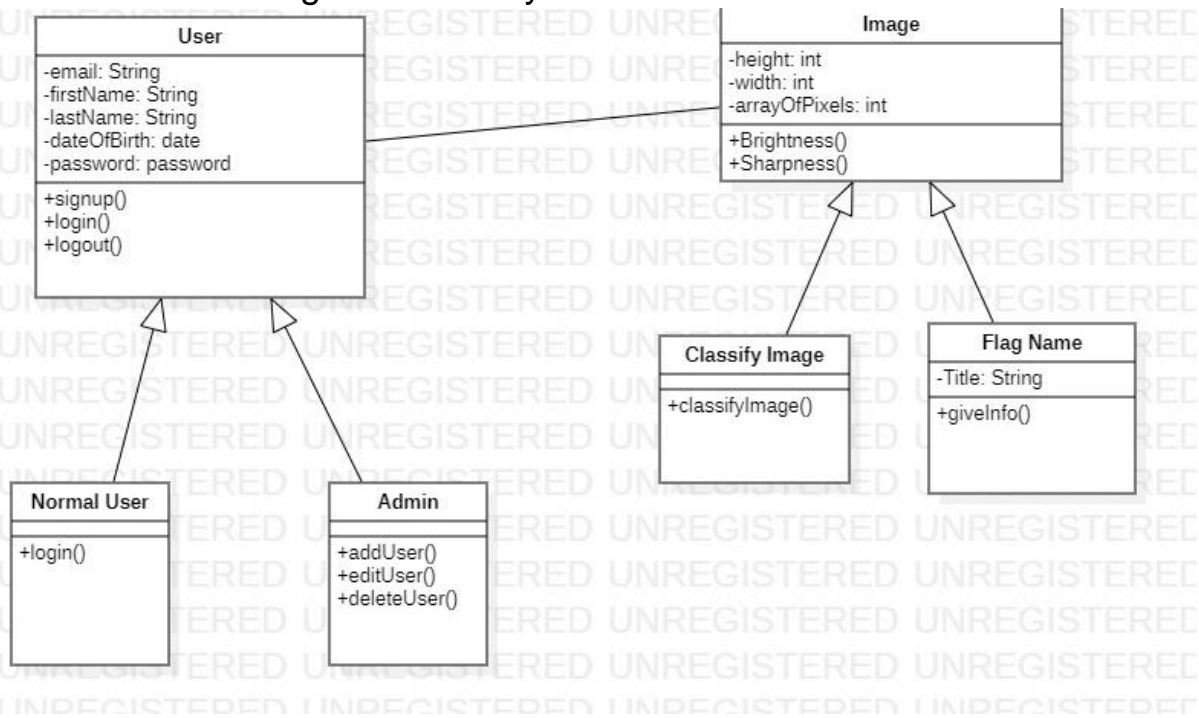 User
-email: String
-firstName: String
-lastName: String
-dateOfBirth: date
-password: password
+signup()
+login()
+logout()
Image
-height: int
-width: int
-arrayOfPixels: int
+Brightness()
+Sharpness()
Normal User
+login()
Admin
+addUser()
+editUser()
+deleteUser()
Classify Image
+classifyImage()
Flag Name
-Title: String
+giveInfo()
UNREGISTERED